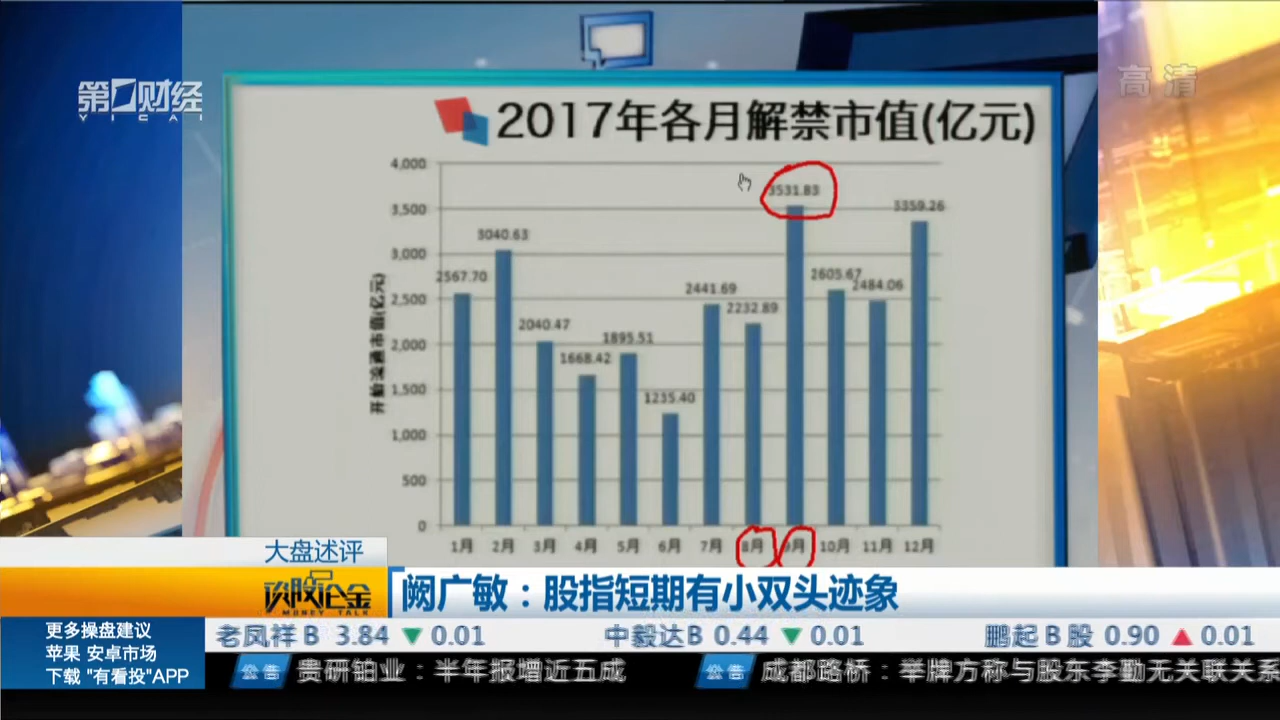 第一财经
YICAI
高清
2017年各月解禁市值(亿元)
开始流通市值(亿元)
4,000
3,500
3,000
2,500
2,000
1,500
1,000
500
0
2567.70
3040.63
2040.47
1668.42
1895.51
1235.40
2441.69
2232.89
3531.83
2605.67
2484.06
3359.26
1月 2月 3月 4月 5月 6月 7月 8月 9月 10月 11月 12月
大盘述评
谈股论金
MONEY TALK
阙广敏：股指短期有小双头迹象
更多操盘建议
苹果 安卓市场
下载 "有看投"APP
老凤祥B 3.84 ▼ 0.01 中毅达B 0.44 ▼ 0.01 鹏起B股 0.90 ▲ 0.01
公告 贵研铂业：半年报增近五成 公告 成都路桥：举牌方称与股东李勤无关联关系